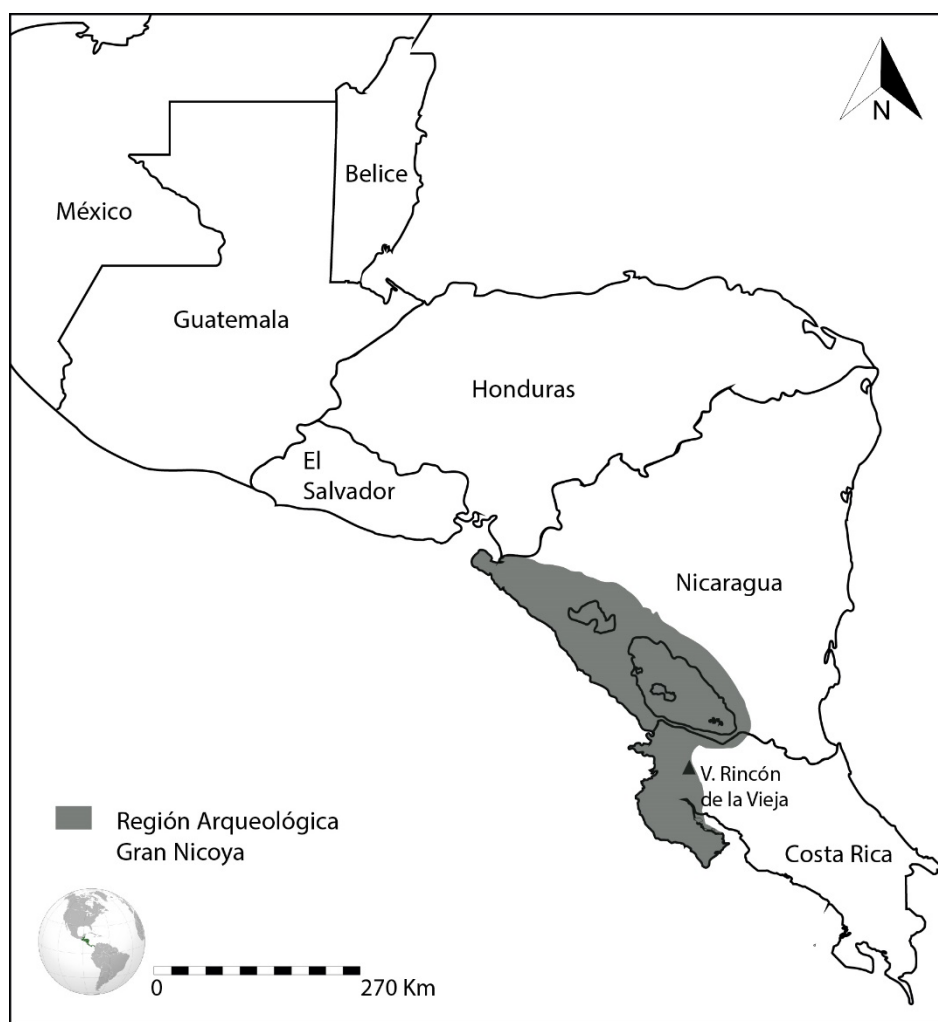 N
Belice
México
Guatemala
Honduras
El
Salvador
Nicaragua
V. Rincón
de la Vieja
Región Arqueológica
Gran Nicoya
Costa Rica
0
270 Km